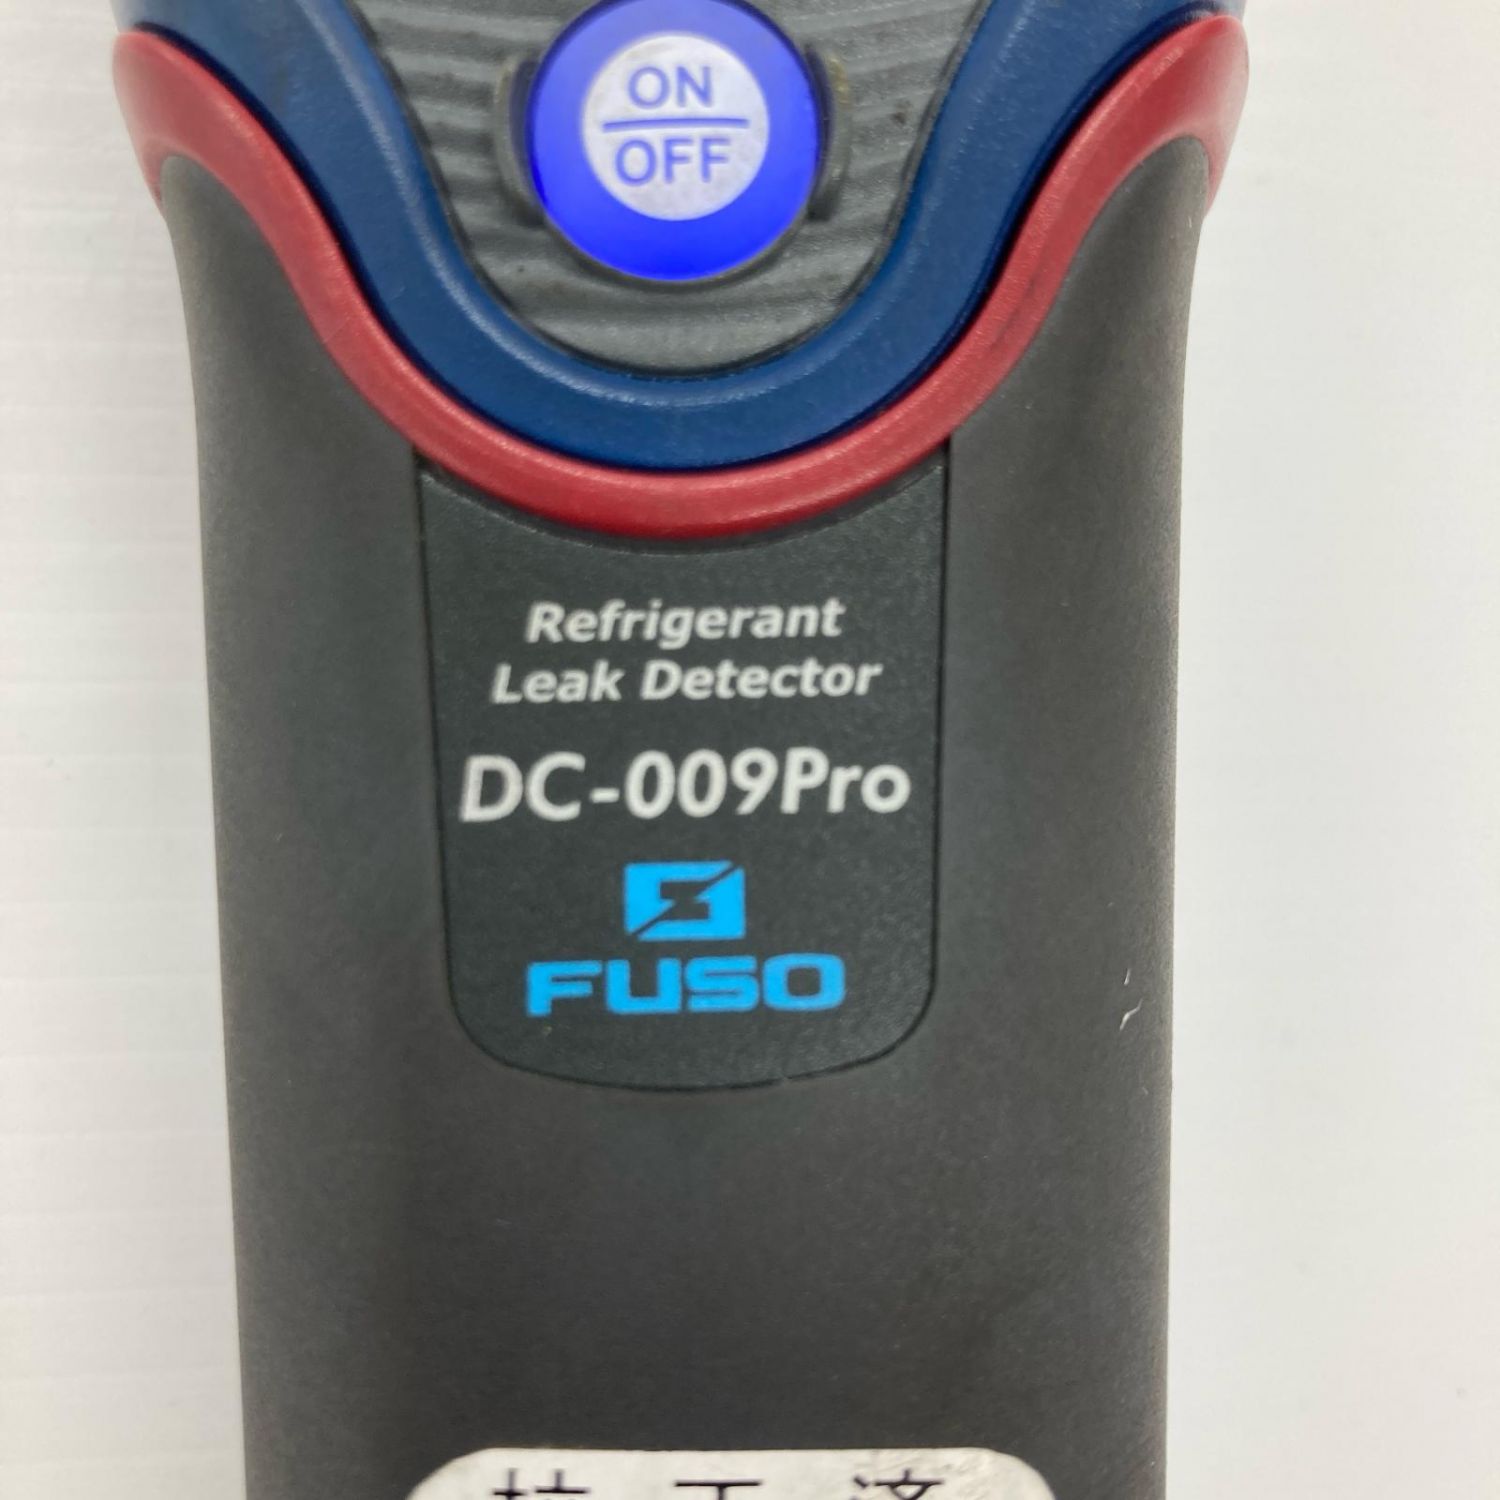 ON
OFF
Refrigerant
Leak Detector
DC-009Pro
FUSO